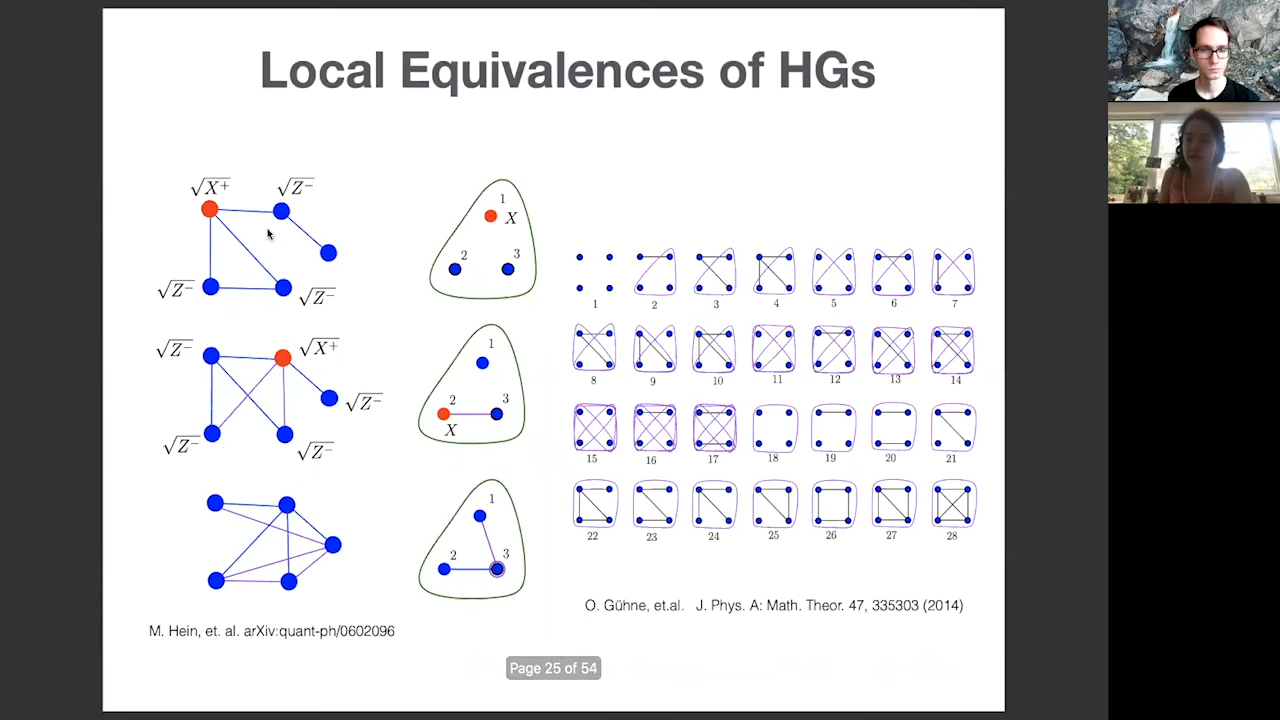 Local Equivalences of HGs
√X⁺ √Z⁻
√Z⁻ √Z⁻
√Z⁻ √X⁺
√Z⁻
√Z⁻ √Z⁻
M. Hein, et. al. arXiv:quant-ph/0602096
1
X
2 3
1
2 3
X
1
2 3
1 2 3 4 5 6 7
8 9 10 11 12 13 14
15 16 17 18 19 20 21
22 23 24 25 26 27 28
O. Gühne, et.al. J. Phys. A: Math. Theor. 47, 335303 (2014)
Page 25 of 54